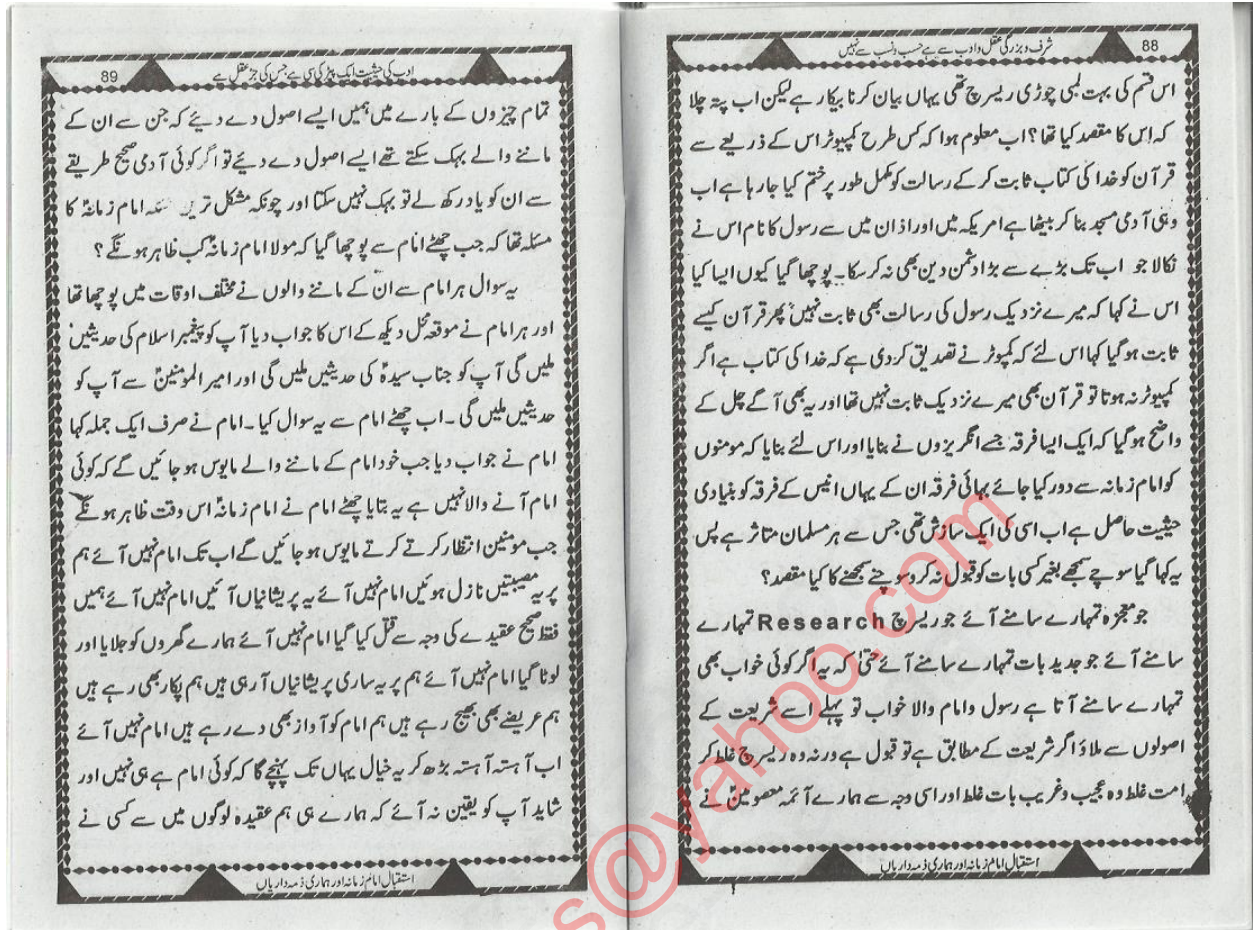 88
شرف و بزرگی عقل و ادب سے ہے حسب و نسب سے نہیں
اس قسم کی بہت لمبی چوڑی ریسرچ تھی یہاں بیان کرنا بیکار ہے لیکن اب پتہ چلا
کہ اس کا مقصد کیا تھا؟ اب معلوم ہوا کہ کس طرح کمپیوٹر اس کے ذریعے سے
قرآن کو خدا کی کتاب ثابت کر کے رسالت کو مکمل طور پر ختم کیا جا رہا ہے اب
وہی آدمی مسجد بنا کر بیٹھا ہے امریکہ میں اور اذان میں سے رسول کا نام اس نے
نکالا جو اب تک بڑے سے بڑا دشمن دین بھی نہ کر سکا۔ پوچھا گیا کیوں ایسا کیا
اس نے کہا کہ میرے نزدیک رسول کی رسالت بھی ثابت نہیں پھر قرآن کیسے
ثابت ہو گیا کہا اس لئے کہ کمپوٹر نے تصدیق کر دی ہے کہ خدا کی کتاب ہے اگر
کمپیوٹر نہ ہوتا تو قرآن بھی میرے نزدیک ثابت نہیں تھا اور یہ بھی آگے چل کے
واضح ہو گیا کہ ایک ایسا فرقہ جسے انگریزوں نے بنایا اور اس لئے بنایا کہ مومنوں
کو امام زمانہ سے دور کیا جائے بہائی فرقہ ان کے یہاں انیس کے فرقہ کو بنیادی
حیثیت حاصل ہے اب اسی کی ایک سازش تھی جس سے ہر مسلمان متاثر ہے پس
یہ کہا گیا سوچے سمجھے بغیر کسی بات کو قبول نہ کرو سوچنے سمجھنے کا کیا مقصد؟
جو معجزہ تمہارے سامنے آئے جو ریسرچ Research تمہارے
سامنے آئے جو جدید بات تمہارے سامنے آئے حتیٰ کہ یہ اگر کوئی خواب بھی
تمہارے سامنے آتا ہے رسول و امام والا خواب تو پہلے اسے شریعت کے
اصولوں سے ملاؤ اگر شریعت کے مطابق ہے تو قبول ہے ورنہ وہ ریسرچ غلط کر
امت غلط وہ عجیب و غریب بات غلط اور اسی وجہ سے ہمارے آئمہ معصومینؑ نے
استقبال امام زمانہ اور ہماری ذمہ داریاں
89
ادب کی حیثیت ایک پیڑ کی سی ہے جس کی جڑ عقل ہے
تمام چیزوں کے بارے میں ہمیں ایسے اصول دے دیئے کہ جن سے ان کے
ماننے والے بہک سکتے تھے ایسے اصول دے دئیے تو اگر کوئی آدمی صحیح طریقے
سے ان کو یاد رکھ لے تو بہک نہیں سکتا اور چونکہ مشکل ترین مسئلہ امام زمانہؑ کا
مسئلہ تھا کہ جب چھٹے امام سے پوچھا گیا کہ مولا امام زمانہؑ کب ظاہر ہونگے؟
یہ سوال ہر امام سے ان کے ماننے والوں نے مختلف اوقات میں پوچھا تھا
اور ہر امام نے موقعہ محل دیکھ کے اس کا جواب دیا آپ کو پیغمبر اسلام کی حدیثیں
ملیں گی آپ کو جناب سیدہؑ کی حدیثیں ملیں گی اور امیر المومنینؑ سے آپ کو
حدیثیں ملیں گی۔ اب چھٹے امام سے یہ سوال کیا۔ امام نے صرف ایک جملہ کہا
امام نے جواب دیا جب خود امام کے ماننے والے مایوس ہو جائیں گے کہ کوئی
امام آنے والا نہیں ہے یہ بتایا چھٹے امام نے امام زمانہؑ اس وقت ظاہر ہونگے
جب مومنین انتظار کرتے کرتے مایوس ہو جائیں گے اب تک امام نہیں آئے ہم
پر یہ مصیبتیں نازل ہوئیں امام نہیں آئے یہ پریشانیاں آئیں امام نہیں آئے ہمیں
فقط صحیح عقیدے کی وجہ سے قتل کیا گیا امام نہیں آئے ہمارے گھروں کو جلایا اور
لوٹا گیا امام نہیں آئے ہم پر یہ ساری پریشانیاں آ رہی ہیں ہم پکار بھی رہے ہیں
ہم عریضے بھی بھیج رہے ہیں ہم امام کو آواز بھی دے رہے ہیں امام نہیں آئے
اب آہستہ آہستہ بڑھ کر یہ خیال یہاں تک پہنچے گا کہ کوئی امام ہے ہی نہیں اور
شاید آپ کو یقین نہ آئے کہ ہمارے ہی ہم عقیدہ لوگوں میں سے کسی نے
استقبال امام زمانہ اور ہماری ذمہ داریاں
s@yahoo.com